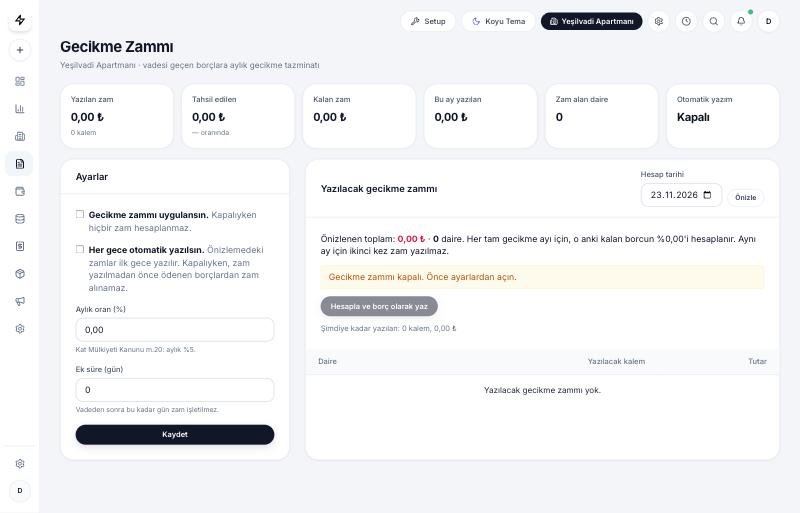 Setup
Koyu Tema
Yeşilvadi Apartmanı
D
Gecikme Zammı
Yeşilvadi Apartmanı · vadesi geçen borçlara aylık gecikme tazminatı
Yazılan zam
0,00 ₺
0 kalem
Tahsil edilen
0,00 ₺
— oranında
Kalan zam
0,00 ₺
Bu ay yazılan
0,00 ₺
Zam alan daire
0
Otomatik yazım
Kapalı
Ayarlar
Gecikme zammı uygulansın. Kapalıyken
hiçbir zam hesaplanmaz.
Her gece otomatik yazılsın. Önizlemedeki
zamlar ilk gece yazılır. Kapalıyken, zam
yazılmadan önce ödenen borçlardan zam
alınamaz.
Aylık oran (%)
0,00
Kat Mülkiyeti Kanunu m.20: aylık %5.
Ek süre (gün)
0
Vadeden sonra bu kadar gün zam işletilmez.
Kaydet
Yazılacak gecikme zammı
Hesap tarihi
23.11.2026
Önizle
Önizlenen toplam: 0,00 ₺ · 0 daire. Her tam gecikme ayı için, o anki kalan borcun %0,00'i hesaplanır. Aynı
ay için ikinci kez zam yazılmaz.
Gecikme zammı kapalı. Önce ayarlardan açın.
Hesapla ve borç olarak yaz
Şimdiye kadar yazılan: 0 kalem, 0,00 ₺
Daire
Yazılacak kalem
Tutar
Yazılacak gecikme zammı yok.
D